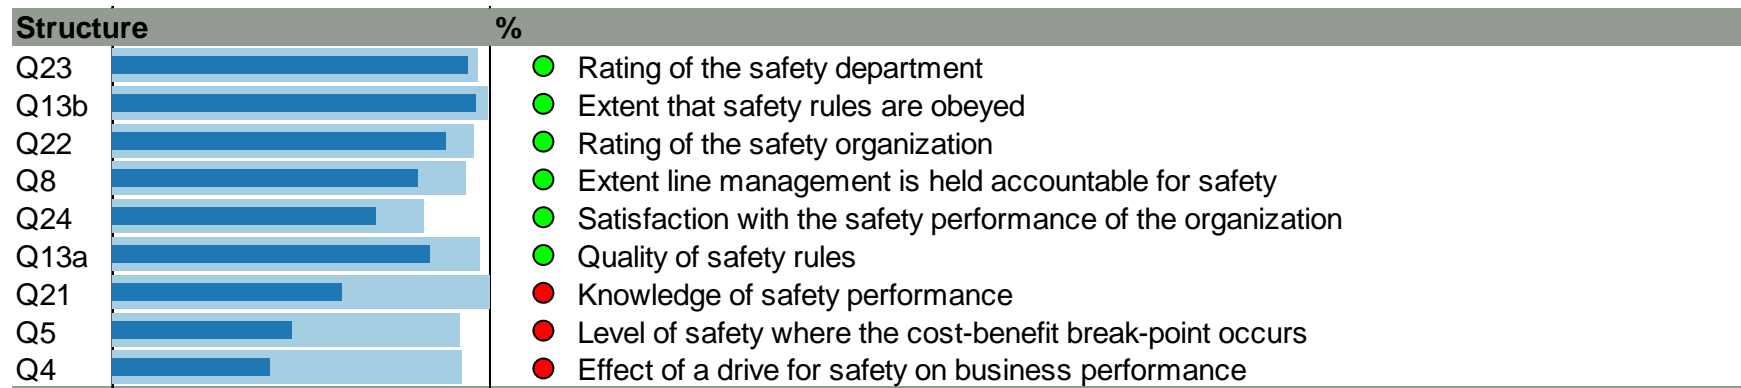 Structure %
Q23 Rating of the safety department
Q13b Extent that safety rules are obeyed
Q22 Rating of the safety organization
Q8 Extent line management is held accountable for safety
Q24 Satisfaction with the safety performance of the organization
Q13a Quality of safety rules
Q21 Knowledge of safety performance
Q5 Level of safety where the cost-benefit break-point occurs
Q4 Effect of a drive for safety on business performance